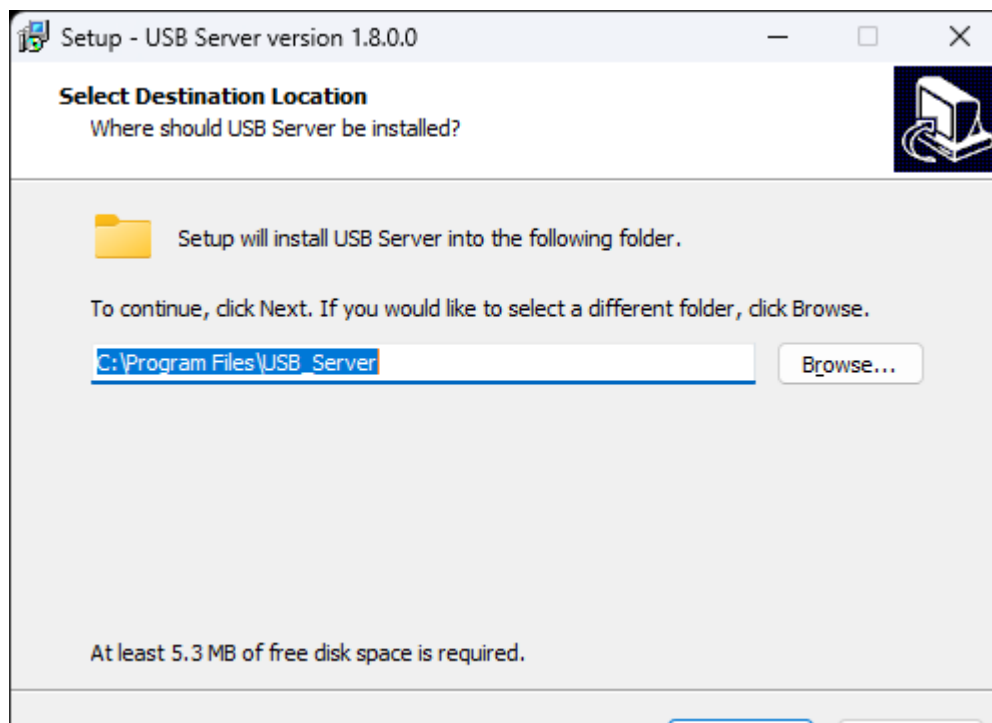 Setup - USB Server version 1.8.0.0
Select Destination Location
Where should USB Server be installed?
Setup will install USB Server into the following folder.
To continue, click Next. If you would like to select a different folder, click Browse.
C:\Program Files\USB_Server
Browse...
At least 5.3 MB of free disk space is required.